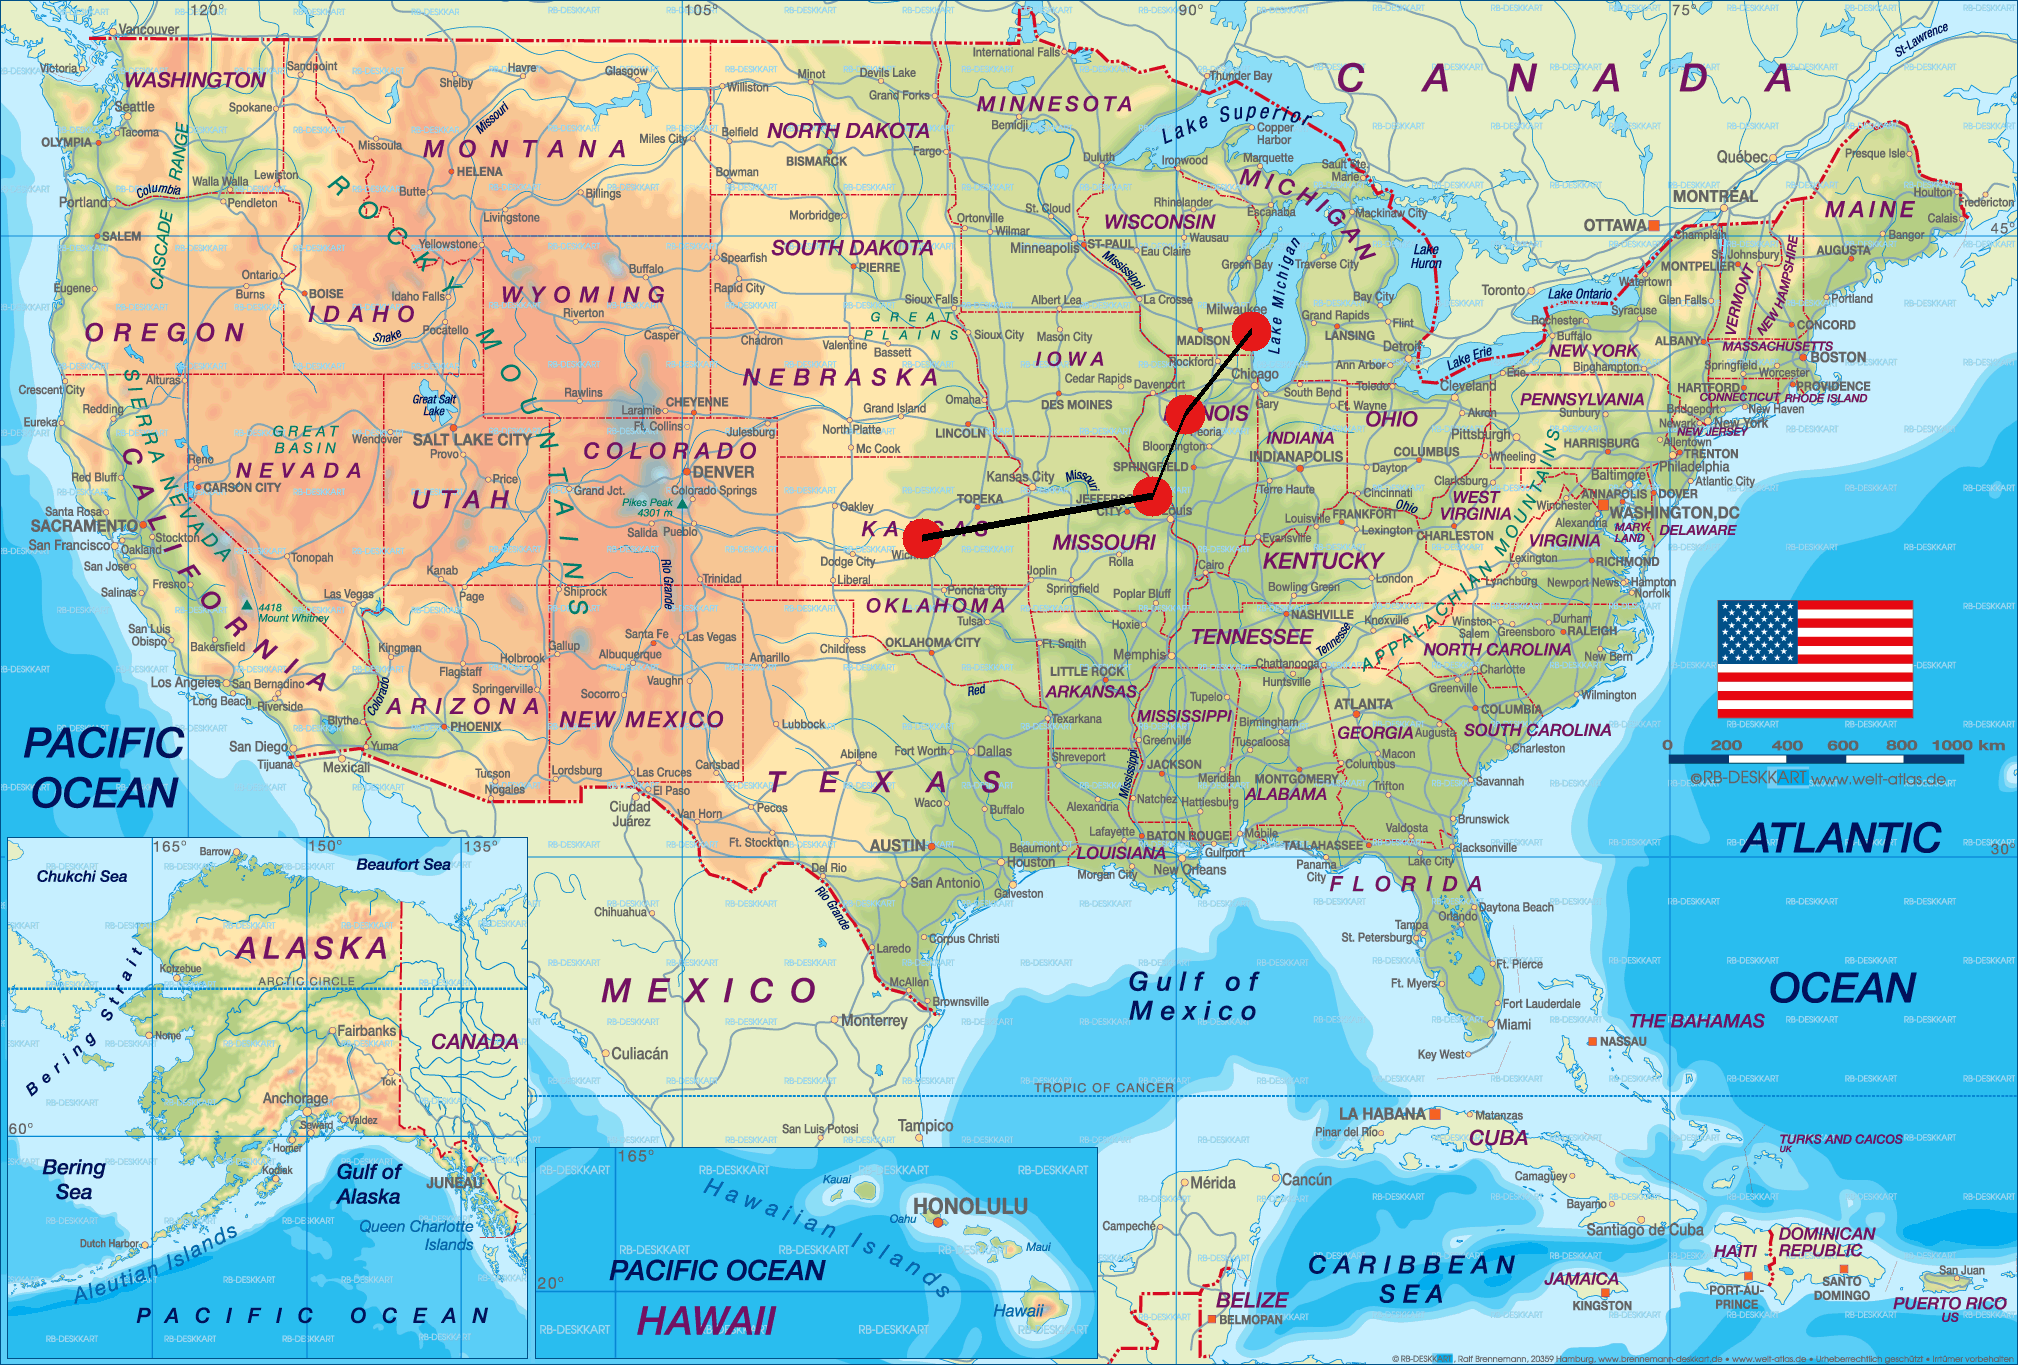 120°
105°
90°
75°
Vancouver
Victoria
WASHINGTON
Sandpoint
Havre
Shelby
Glasgow
Williston
Minot
Devils Lake
Grand Forks
International Falls
Thunder Bay
CANADA
St-Lawrence
Seattle
Spokane
Tacoma
OLYMPIA
Missouri
MINNESOTA
Lake Superior
Copper
Harbor
CASCADE RANGE
Missoula
MONTANA
Miles City
Belfield
NORTH DAKOTA
BISMARCK
Fargo
Bemidji
Duluth
Ironwood
Marquette
Sault Ste.
Marie
Québec
Presque Isle
Columbia
Walla Walla
Lewiston
HELENA
Butte
Billings
Bowman
MICHIGAN
MONTRÉAL
Houlton
Fredericton
Portland
Pendleton
ROCKY MOUNTAINS
Livingstone
Morbridge
Ortonville
St. Cloud
WISCONSIN
Rhinelander
Escanaba
Mackinaw City
OTTAWA
MAINE
Calais
SALEM
Yellowstone
SOUTH DAKOTA
Wilmar
Minneapolis
ST-PAUL
Wausau
Eau Claire
Champlain
Bangor
45°
Buffalo
Spearfish
PIERRE
Mississippi
Green Bay
Lake Michigan
Traverse City
Lake
Huron
St. Johnsbury
MONTPELIER
AUGUSTA
Eugene
Ontario
Burns
BOISE
Idaho Falls
WYOMING
Riverton
Rapid City
Sioux Falls
Albert Lea
La Crosse
Bay City
Toronto
Lake Ontario
Watertown
Glen Falls
VERMONT
NEW HAMPSHIRE
Portland
OREGON
IDAHO
Snake
Pocatello
Casper
Chadron
Valentine
Bassett
GREAT
PLAINS
Sioux City
Mason City
Milwaukee
MADISON
Grand Rapids
LANSING
Flint
Rochester
Syracuse
Buffalo
CONCORD
IOWA
Rockford
Detroit
Lake Erie
NEW YORK
ALBANY
MASSACHUSETTS
BOSTON
Crescent City
Alturas
Rawlins
NEBRASKA
Cedar Rapids
Davenport
Chicago
Ann Arbor
Toledo
Cleveland
Erie
Binghamton
Springfield
Worcester
Redding
Great Salt
Lake
CHEYENNE
Laramie
Ft. Collins
Grand Island
Omaha
DES MOINES
Gary
South Bend
Ft. Wayne
OHIO
Akron
PENNSYLVANIA
Sunbury
HARTFORD
PROVIDENCE
CONNECTICUT
RHODE ISLAND
Eureka
SIERRA NEVADA
GREAT
BASIN
Wendover
SALT LAKE CITY
Provo
Julesburg
North Platte
LINCOLN
NOIS
eoria
Bridgeport
New Haven
Newark
New York
NEW JERSEY
Reno
COLORADO
Mc Cook
Bloomington
INDIANA
INDIANAPOLIS
Pittsburgh
HARRISBURG
Allentown
TRENTON
Red Bluff
CARSON CITY
NEVADA
UTAH
Price
Grand Jct.
DENVER
Colorado Springs
Kansas City
Missouri
SPRINGFIELD
Dayton
COLUMBUS
Wheeling
Philadelphia
Santa Rosa
SACRAMENTO
Pikes Peak
4301 m
Salida
Pueblo
Oakley
TOPEKA
JEFFERS
CITY
ouis
Terre Haute
Cincinnati
Clarksburg
Baltimore
Atlantic City
WEST
VIRGINIA
Winchester
ANNAPOLIS
DOVER
WASHINGTON,DC
San Francisco
Stockton
Oakland
Tonopah
KA
AS
Wic
Dodge City
MISSOURI
Rolla
Louisville
Evansville
FRANKFORT
Lexington
Ohio
CHARLESTON
Alexandria
MARY-
LAND
DELAWARE
VIRGINIA
San Jose
Fresno
CALIFORNIA
Kanab
Page
Rio Grande
Trinidad
Liberal
Joplin
Springfield
Cairo
KENTUCKY
London
Lexington
RICHMOND
Salinas
4418
Mount Whitney
Las Vegas
Shiprock
OKLAHOMA
Ponca City
Tulsa
Poplar Bluff
Hoxie
Bowling Green
NASHVILLE
Lynchburg
Newport News
Hampton
Norfolk
APPALACHIAN MOUNTAINS
San Luis
Obispo
Bakersfield
Kingman
Gallup
Santa Fe
Albuquerque
Las Vegas
Childress
OKLAHOMA CITY
Ft. Smith
Memphis
TENNESSEE
Tennesse
Knoxville
Winston-
Salem
Greensboro
Durham
RALEIGH
Los Angeles
San Bernardino
Flagstaff
Holbrook
Amarillo
LITTLE ROCK
Chattanooga
Huntsville
NORTH CAROLINA
Charlotte
New Bern
Long Beach
Riverside
Colorado
Springerville
Socorro
Vaughn
Red
ARKANSAS
Tupelo
Greenville
Wilmington
Blythe
ARIZONA
PHOENIX
NEW MEXICO
Lubbock
Texarkana
MISSISSIPPI
Birmingham
Tuscaloosa
ATLANTA
GEORGIA
Augusta
COLUMBIA
SOUTH CAROLINA
PACIFIC
OCEAN
San Diego
Tijuana
Yuma
Mexicali
Tucson
Nogales
Lordsburg
Las Cruces
El Paso
Carlsbad
Abilene
Fort Worth
Dallas
Shreveport
Greenville
JACKSON
Meridian
MONTGOMERY
ALABAMA
Macon
Columbus
Charleston
Savannah
0 200 400 600 800 1000 km
©RB-DESKKART www.welt-atlas.de
Ciudad
Juárez
Van Horn
Pecos
TEXAS
Waco
Buffalo
Alexandria
Mississippi
Natchez
Hattiesburg
Trifton
Brunswick
ATLANTIC
OCEAN
Ft. Stockton
AUSTIN
Beaumont
Houston
Lafayette
BATON ROUGE
LOUISIANA
Mobile
Gulfport
TALLAHASSEE
Valdosta
Lake City
Jacksonville
30°
Del Rio
San Antonio
Galveston
Morgan City
New Orleans
Panama
City
FLORIDA
Chihuahua
Rio Grande
Daytona Beach
Orlando
Tampa
St. Petersburg
Laredo
Corpus Christi
MEXICO
McAllen
Brownsville
Gulf of
Mexico
Ft. Pierce
Ft. Myers
Fort Lauderdale
Miami
THE BAHAMAS
NASSAU
Monterrey
Culiacán
Key West
TROPIC OF CANCER
San Luis Potosi
Tampico
LA HABANA
Pinar del Rio
Matanzas
CUBA
TURKS AND CAICOS
UK
Mérida
Cancún
Camagüey
Bayamo
Campeche
Santiago de Cuba
HAITI
DOMINICAN
REPUBLIC
CARIBBEAN
SEA
JAMAICA
KINGSTON
PORT-AU-
PRINCE
SANTO
DOMINGO
San Juan
PUERTO RICO
US
BELIZE
BELMOPAN
165°
150°
135°
Barrow
Beaufort Sea
Chukchi Sea
ALASKA
Kotzebue
ARCTIC CIRCLE
Bering Strait
Nome
Fairbanks
CANADA
Tok
Anchorage
Valdez
Seward
60°
Homer
Kodiak
Bering
Sea
Gulf of
Alaska
JUNEAU
Queen Charlotte
Islands
Dutch Harbor
Aleutian Islands
PACIFIC OCEAN
165°
Kauai
Hawaiian Islands
HONOLULU
Oahu
Maui
PACIFIC OCEAN
20°
HAWAII
Hawaii
© RB-DESKKART, Ralf Brennemann, 20359 Hamburg, www.brennemann-deskkart.de • www.welt-atlas.de • Urheberrechtlich geschützt • Irrtümer vorbehalten